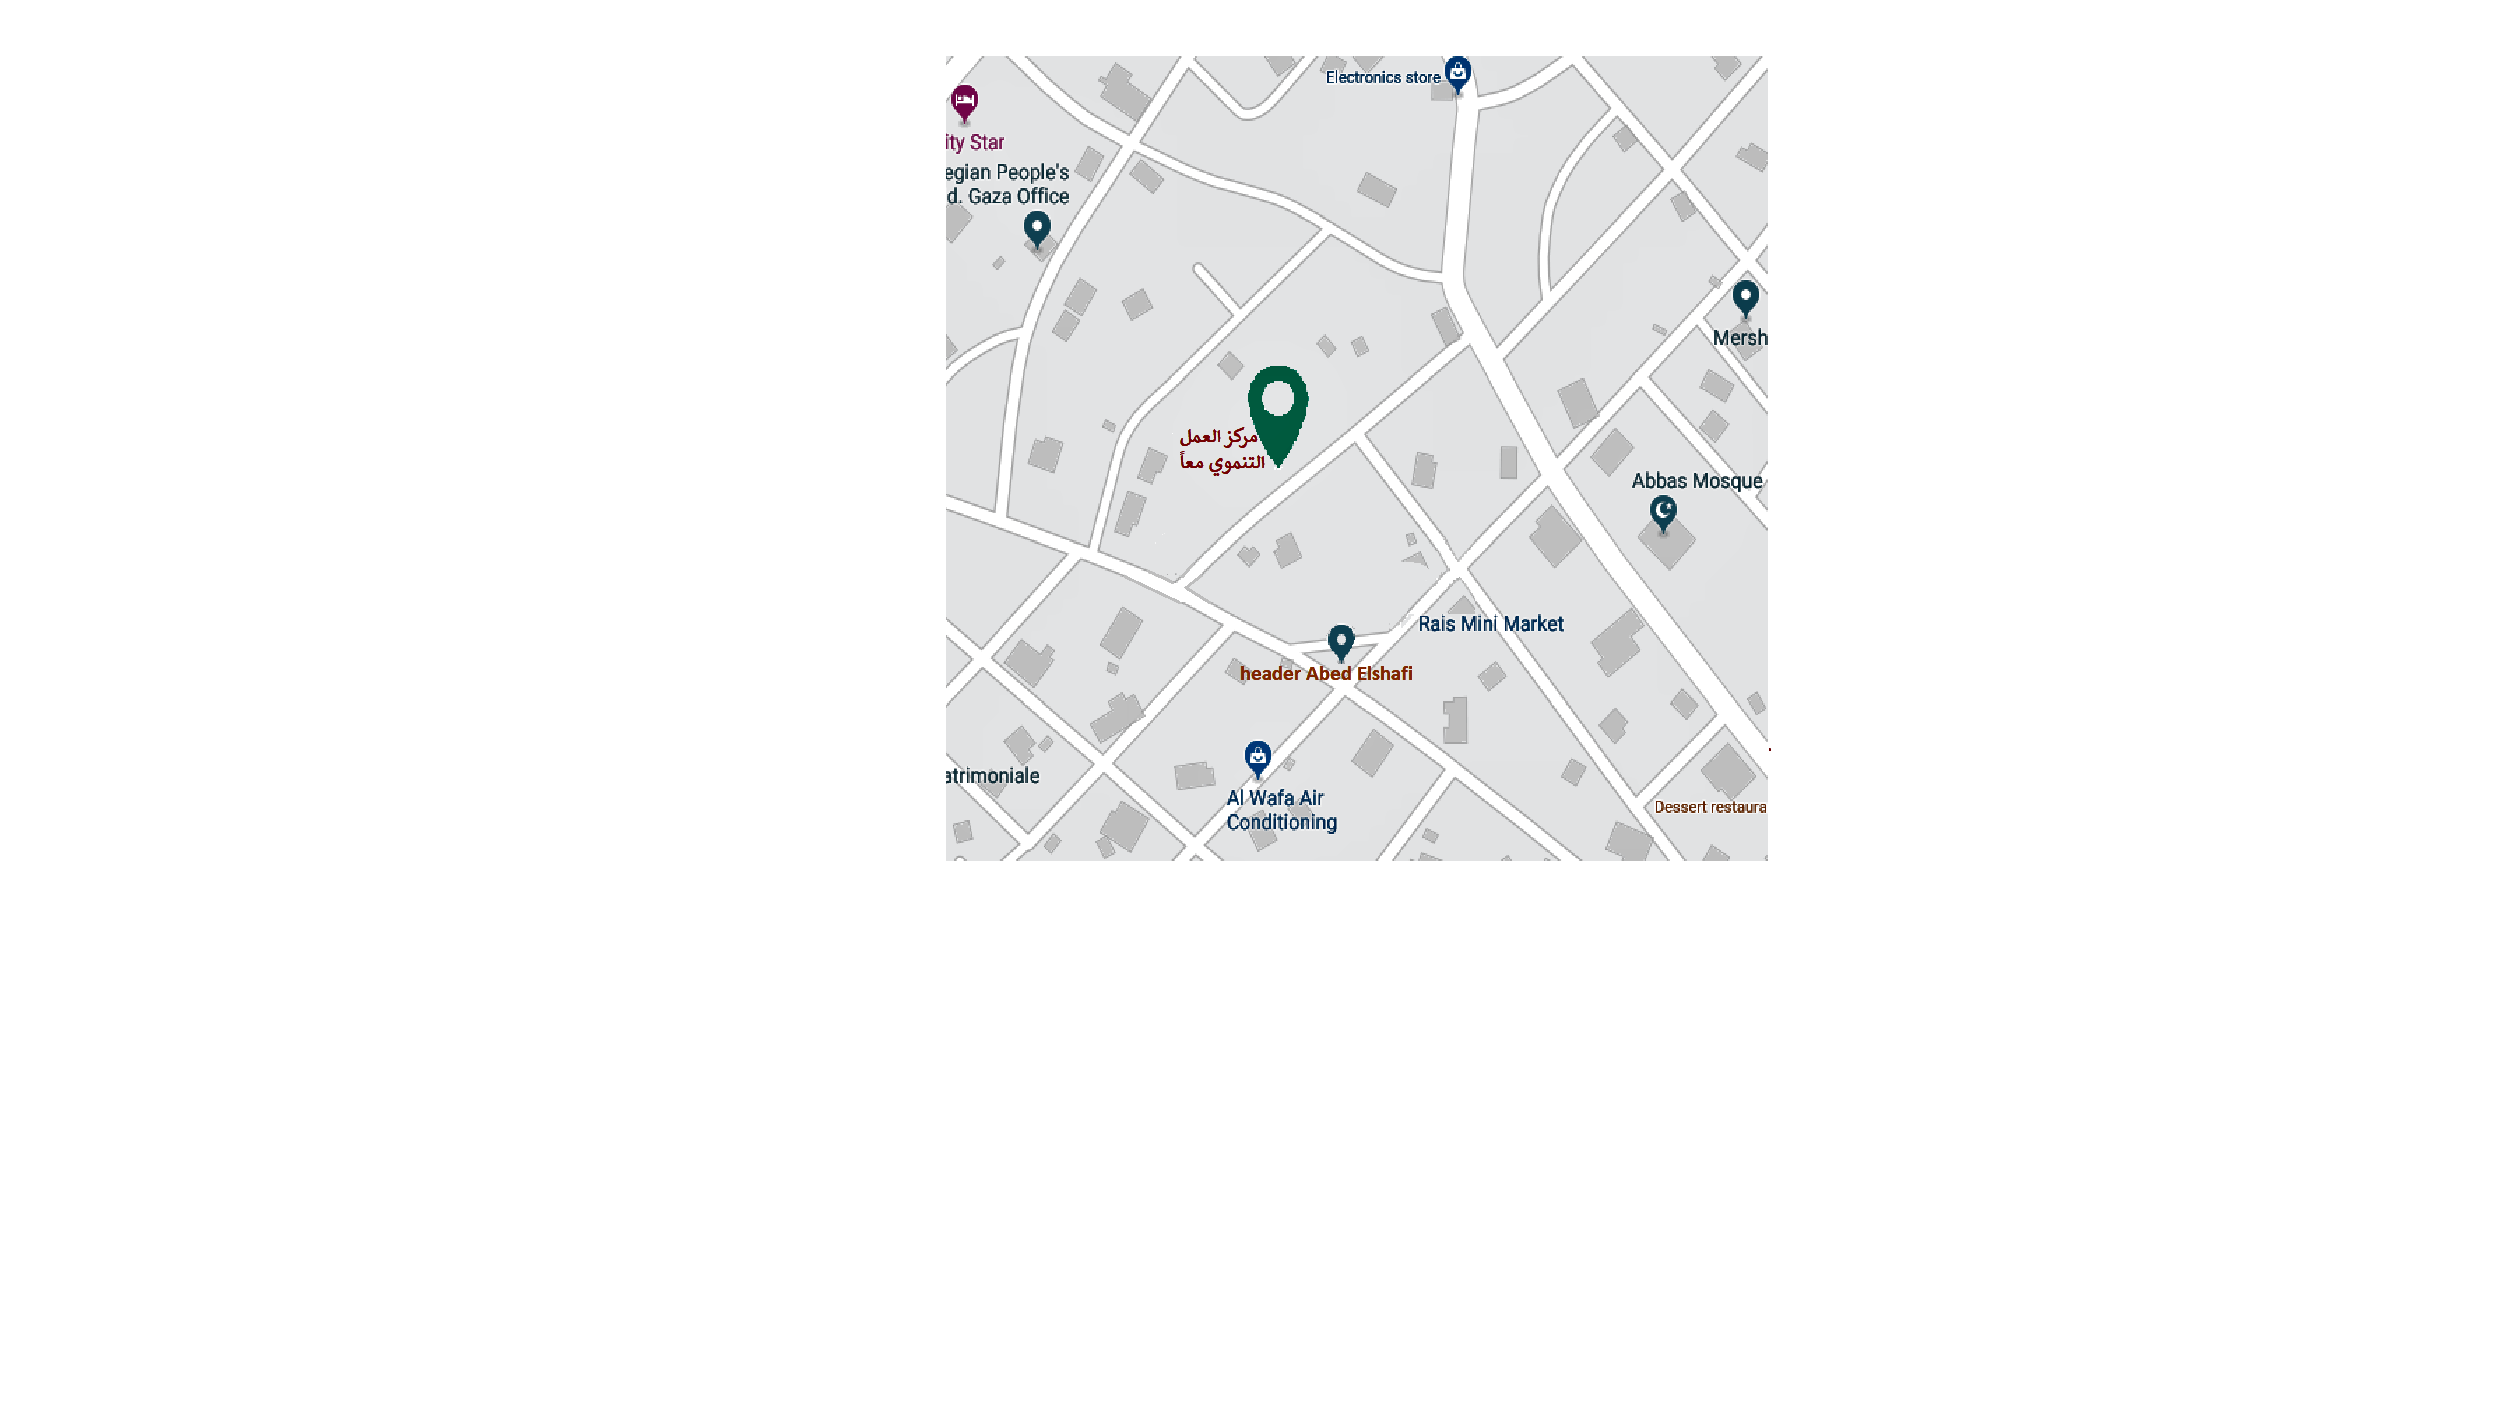 Electronics store
ity Star
egian People's
d. Gaza Office
Mersh
مركز العمل
التنموي معاً
Abbas Mosque
Rais Mini Market
header Abed Elshafi
atrimoniale
Al Wafa Air
Conditioning
Dessert restaura